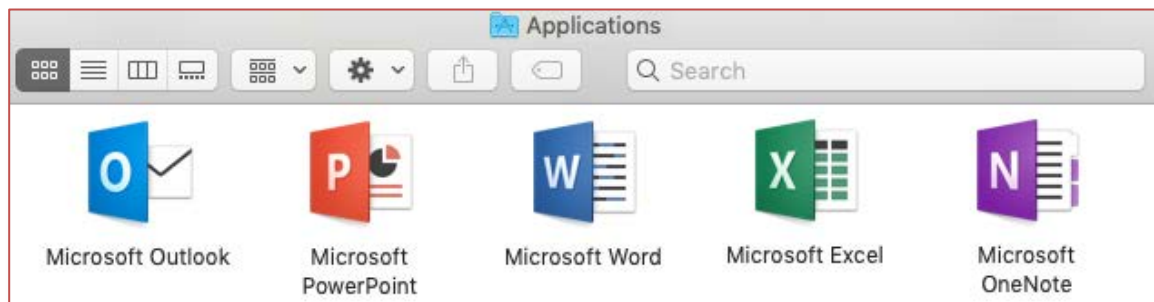 Applications
Search
O
P
W
X
N
Microsoft Outlook
Microsoft
PowerPoint
Microsoft Word
Microsoft Excel
Microsoft
OneNote